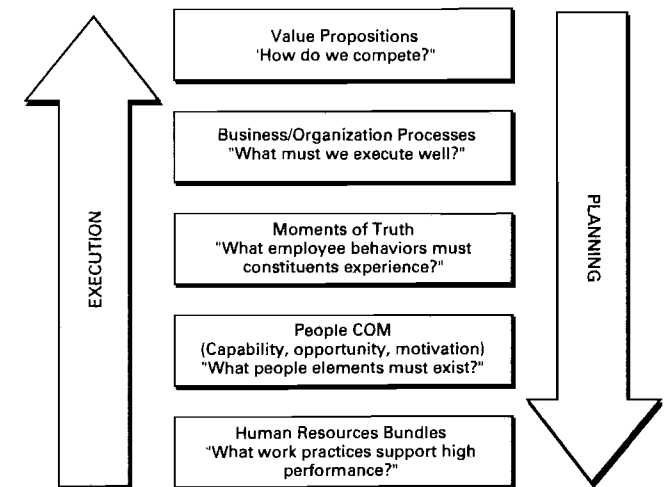 Value Propositions
'How do we compete?"
Business/Organization Processes
"What must we execute well?"
Moments of Truth
"What employee behaviors must
constituents experience?"
People COM
(Capability, opportunity, motivation)
"What people elements must exist?"
Human Resources Bundles
"What work practices support high
performance?"
EXECUTION
PLANNING